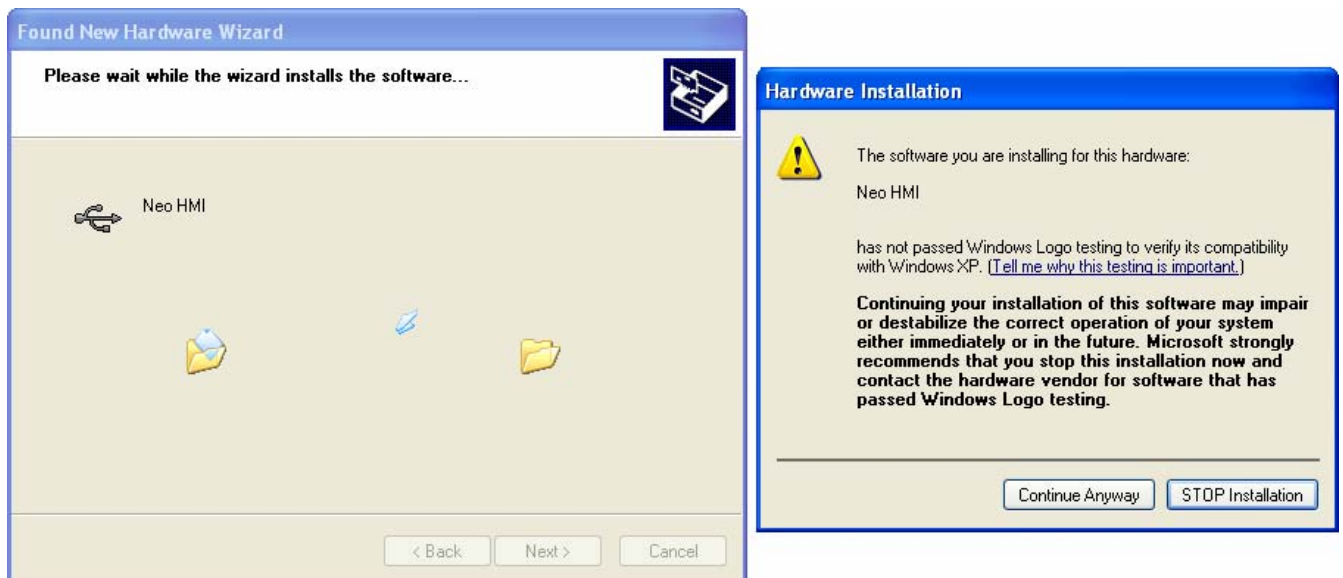 Found New Hardware Wizard
Please wait while the wizard installs the software...
Neo HMI
< Back
Next >
Cancel
Hardware Installation
The software you are installing for this hardware:
Neo HMI
has not passed Windows Logo testing to verify its compatibility
with Windows XP. (Tell me why this testing is important.)
Continuing your installation of this software may impair
or destabilize the correct operation of your system
either immediately or in the future. Microsoft strongly
recommends that you stop this installation now and
contact the hardware vendor for software that has
passed Windows Logo testing.
Continue Anyway
STOP Installation